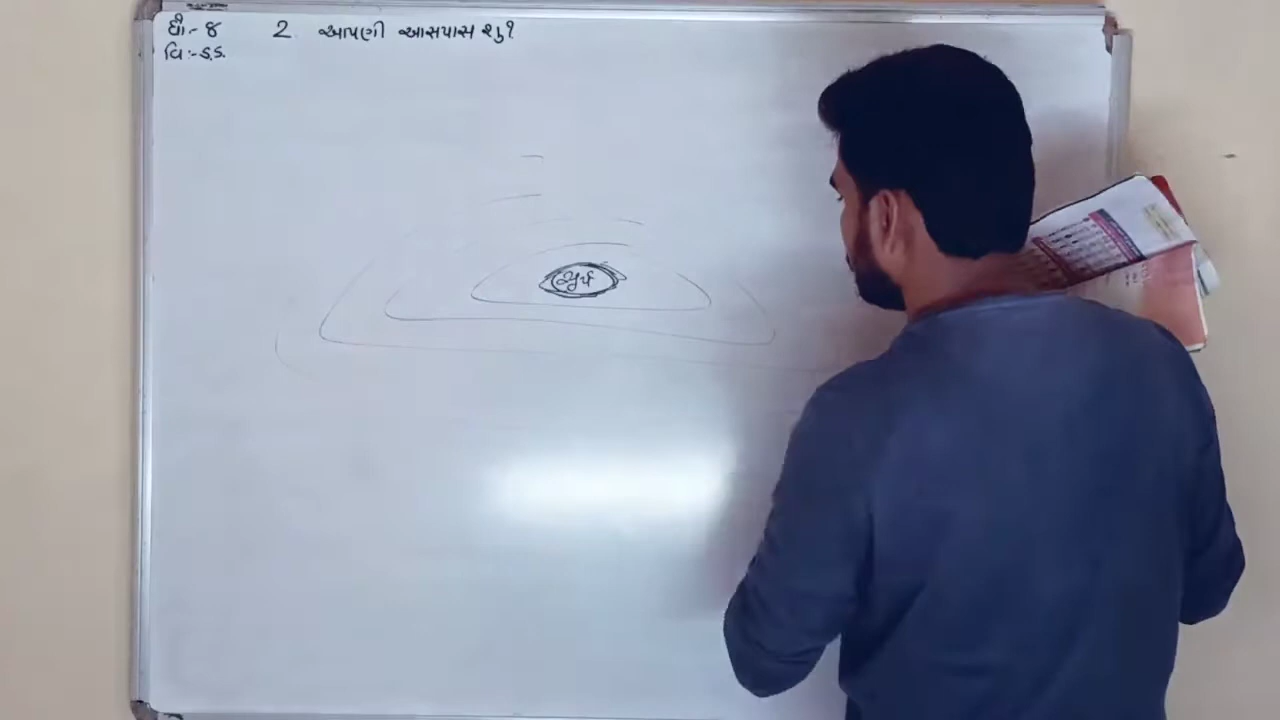 ધો:- ૪ 2 આપણી આસપાસ શું?
વિ:- સ.સ.
સૂર્ય